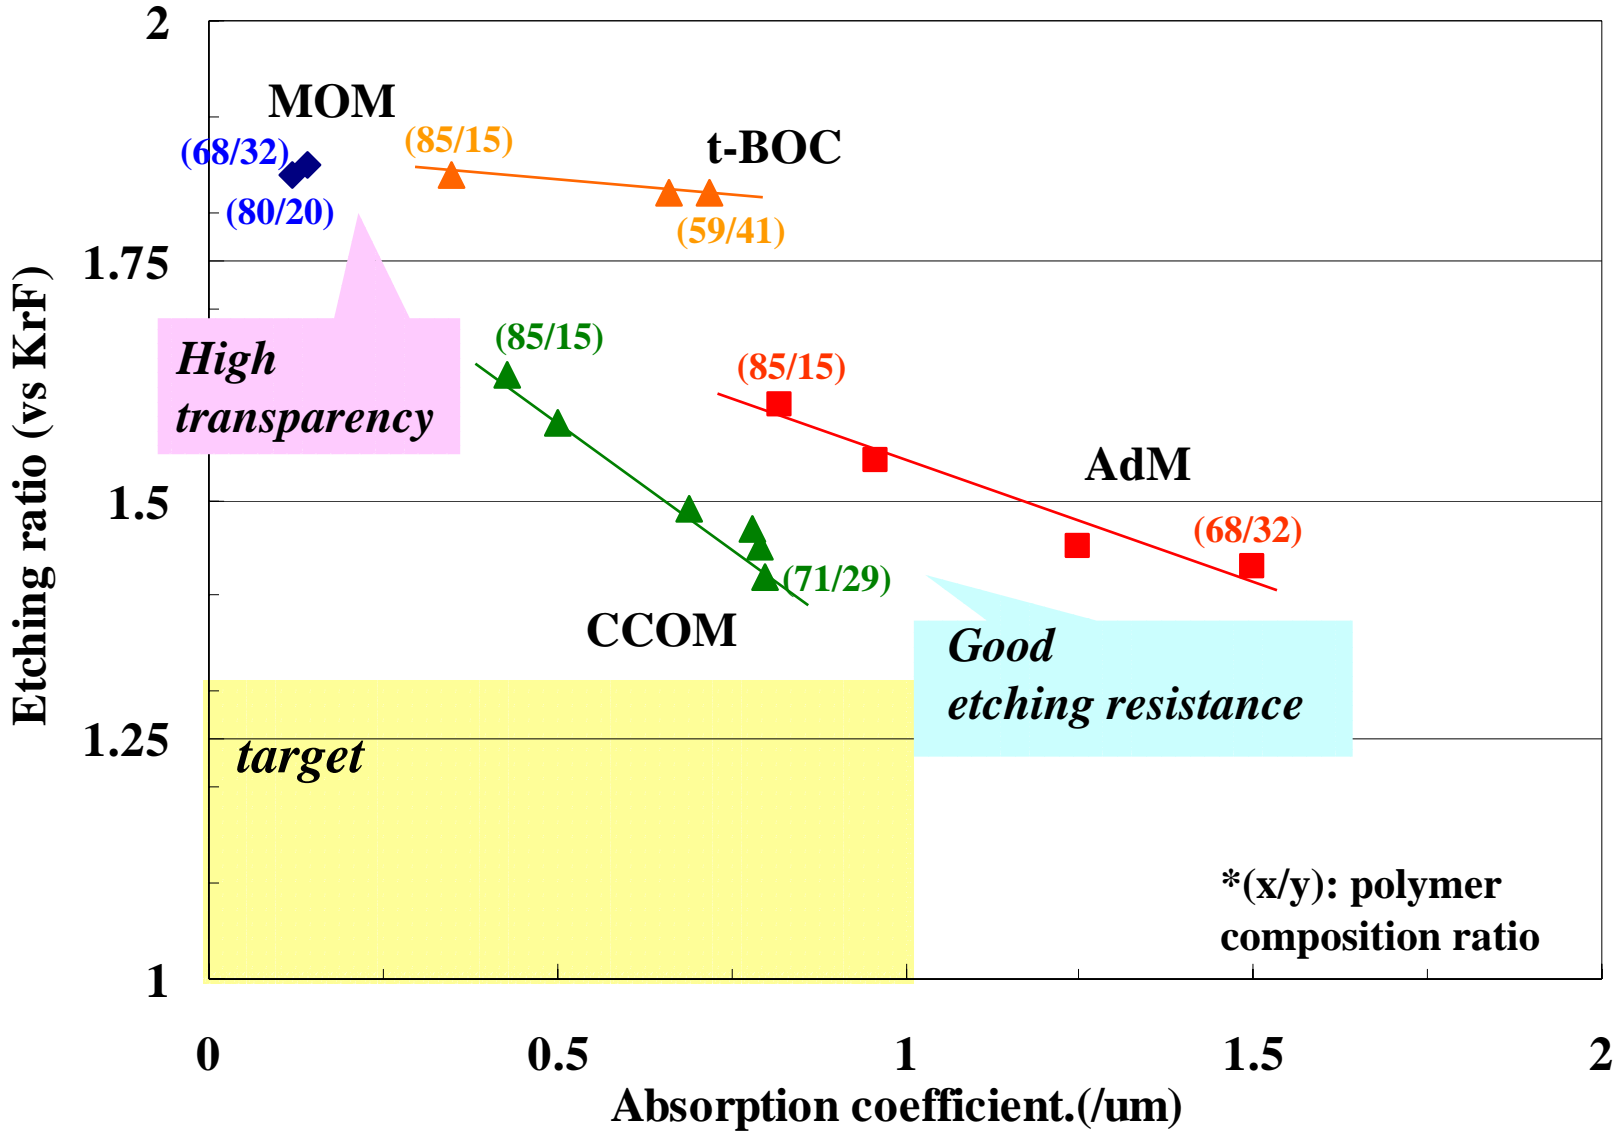 2
MOM
(85/15)
t-BOC
(68/32)
(80/20)
(59/41)
1.75
High
transparency
(85/15)
(85/15)
AdM
1.5
(68/32)
(71/29)
CCOM
Good
etching resistance
1.25
target
*(x/y): polymer
composition ratio
1
0
0.5
1
1.5
2
Absorption coefficient.(/um)
Etching ratio (vs KrF)